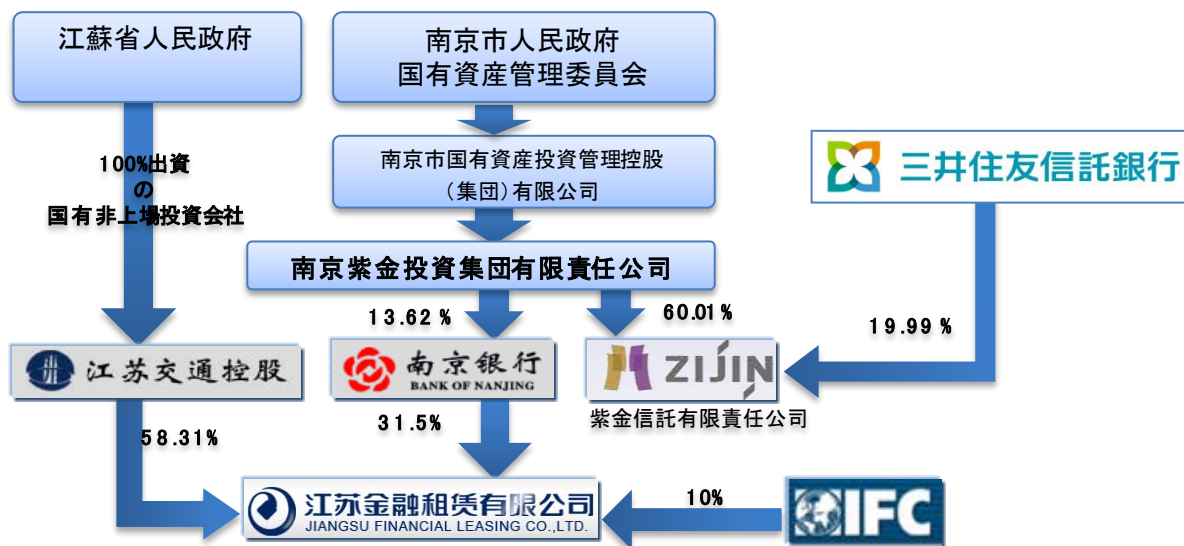 江蘇省人民政府
南京市人民政府
国有資産管理委員会
100%出資
の
国有非上場投資会社
南京市国有資産投資管理控股
(集团)有限公司
三井住友信託銀行
南京紫金投資集団有限責任公司
13.62 %
60.01 %
19.99 %
江苏交通控股
南京银行
BANK OF NANJING
ZIJIN
紫金信託有限責任公司
58.31%
31.5%
江苏金融租赁有限公司
JIANGSU FINANCIAL LEASING CO.,LTD.
10%
IFC